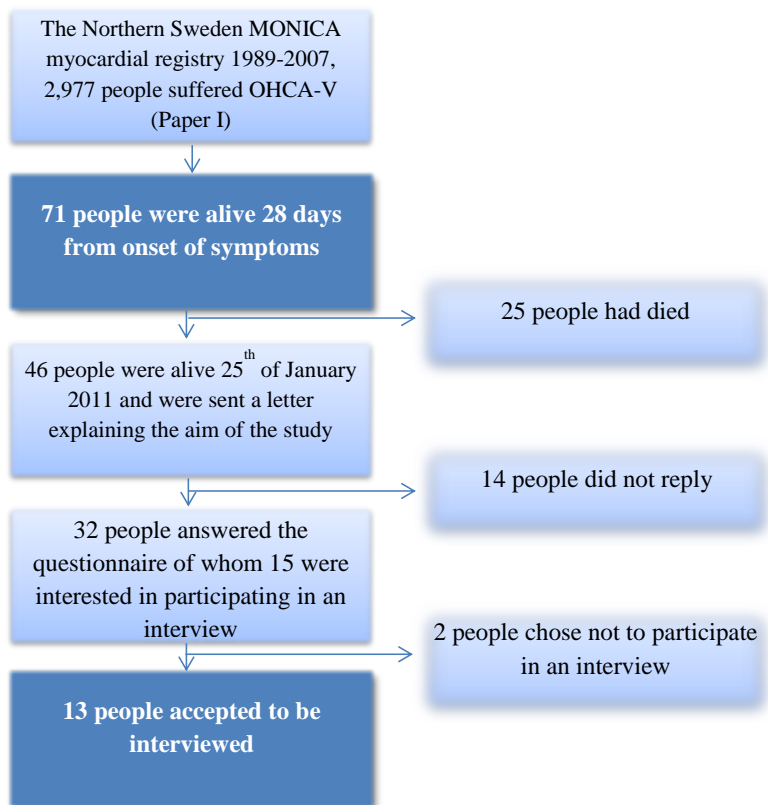 The Northern Sweden MONICA
myocardial registry 1989-2007,
2,977 people suffered OHCA-V
(Paper I)
71 people were alive 28 days
from onset of symptoms
25 people had died
46 people were alive 25th of January
2011 and were sent a letter
explaining the aim of the study
14 people did not reply
32 people answered the
questionnaire of whom 15 were
interested in participating in an
interview
2 people chose not to participate
in an interview
13 people accepted to be
interviewed